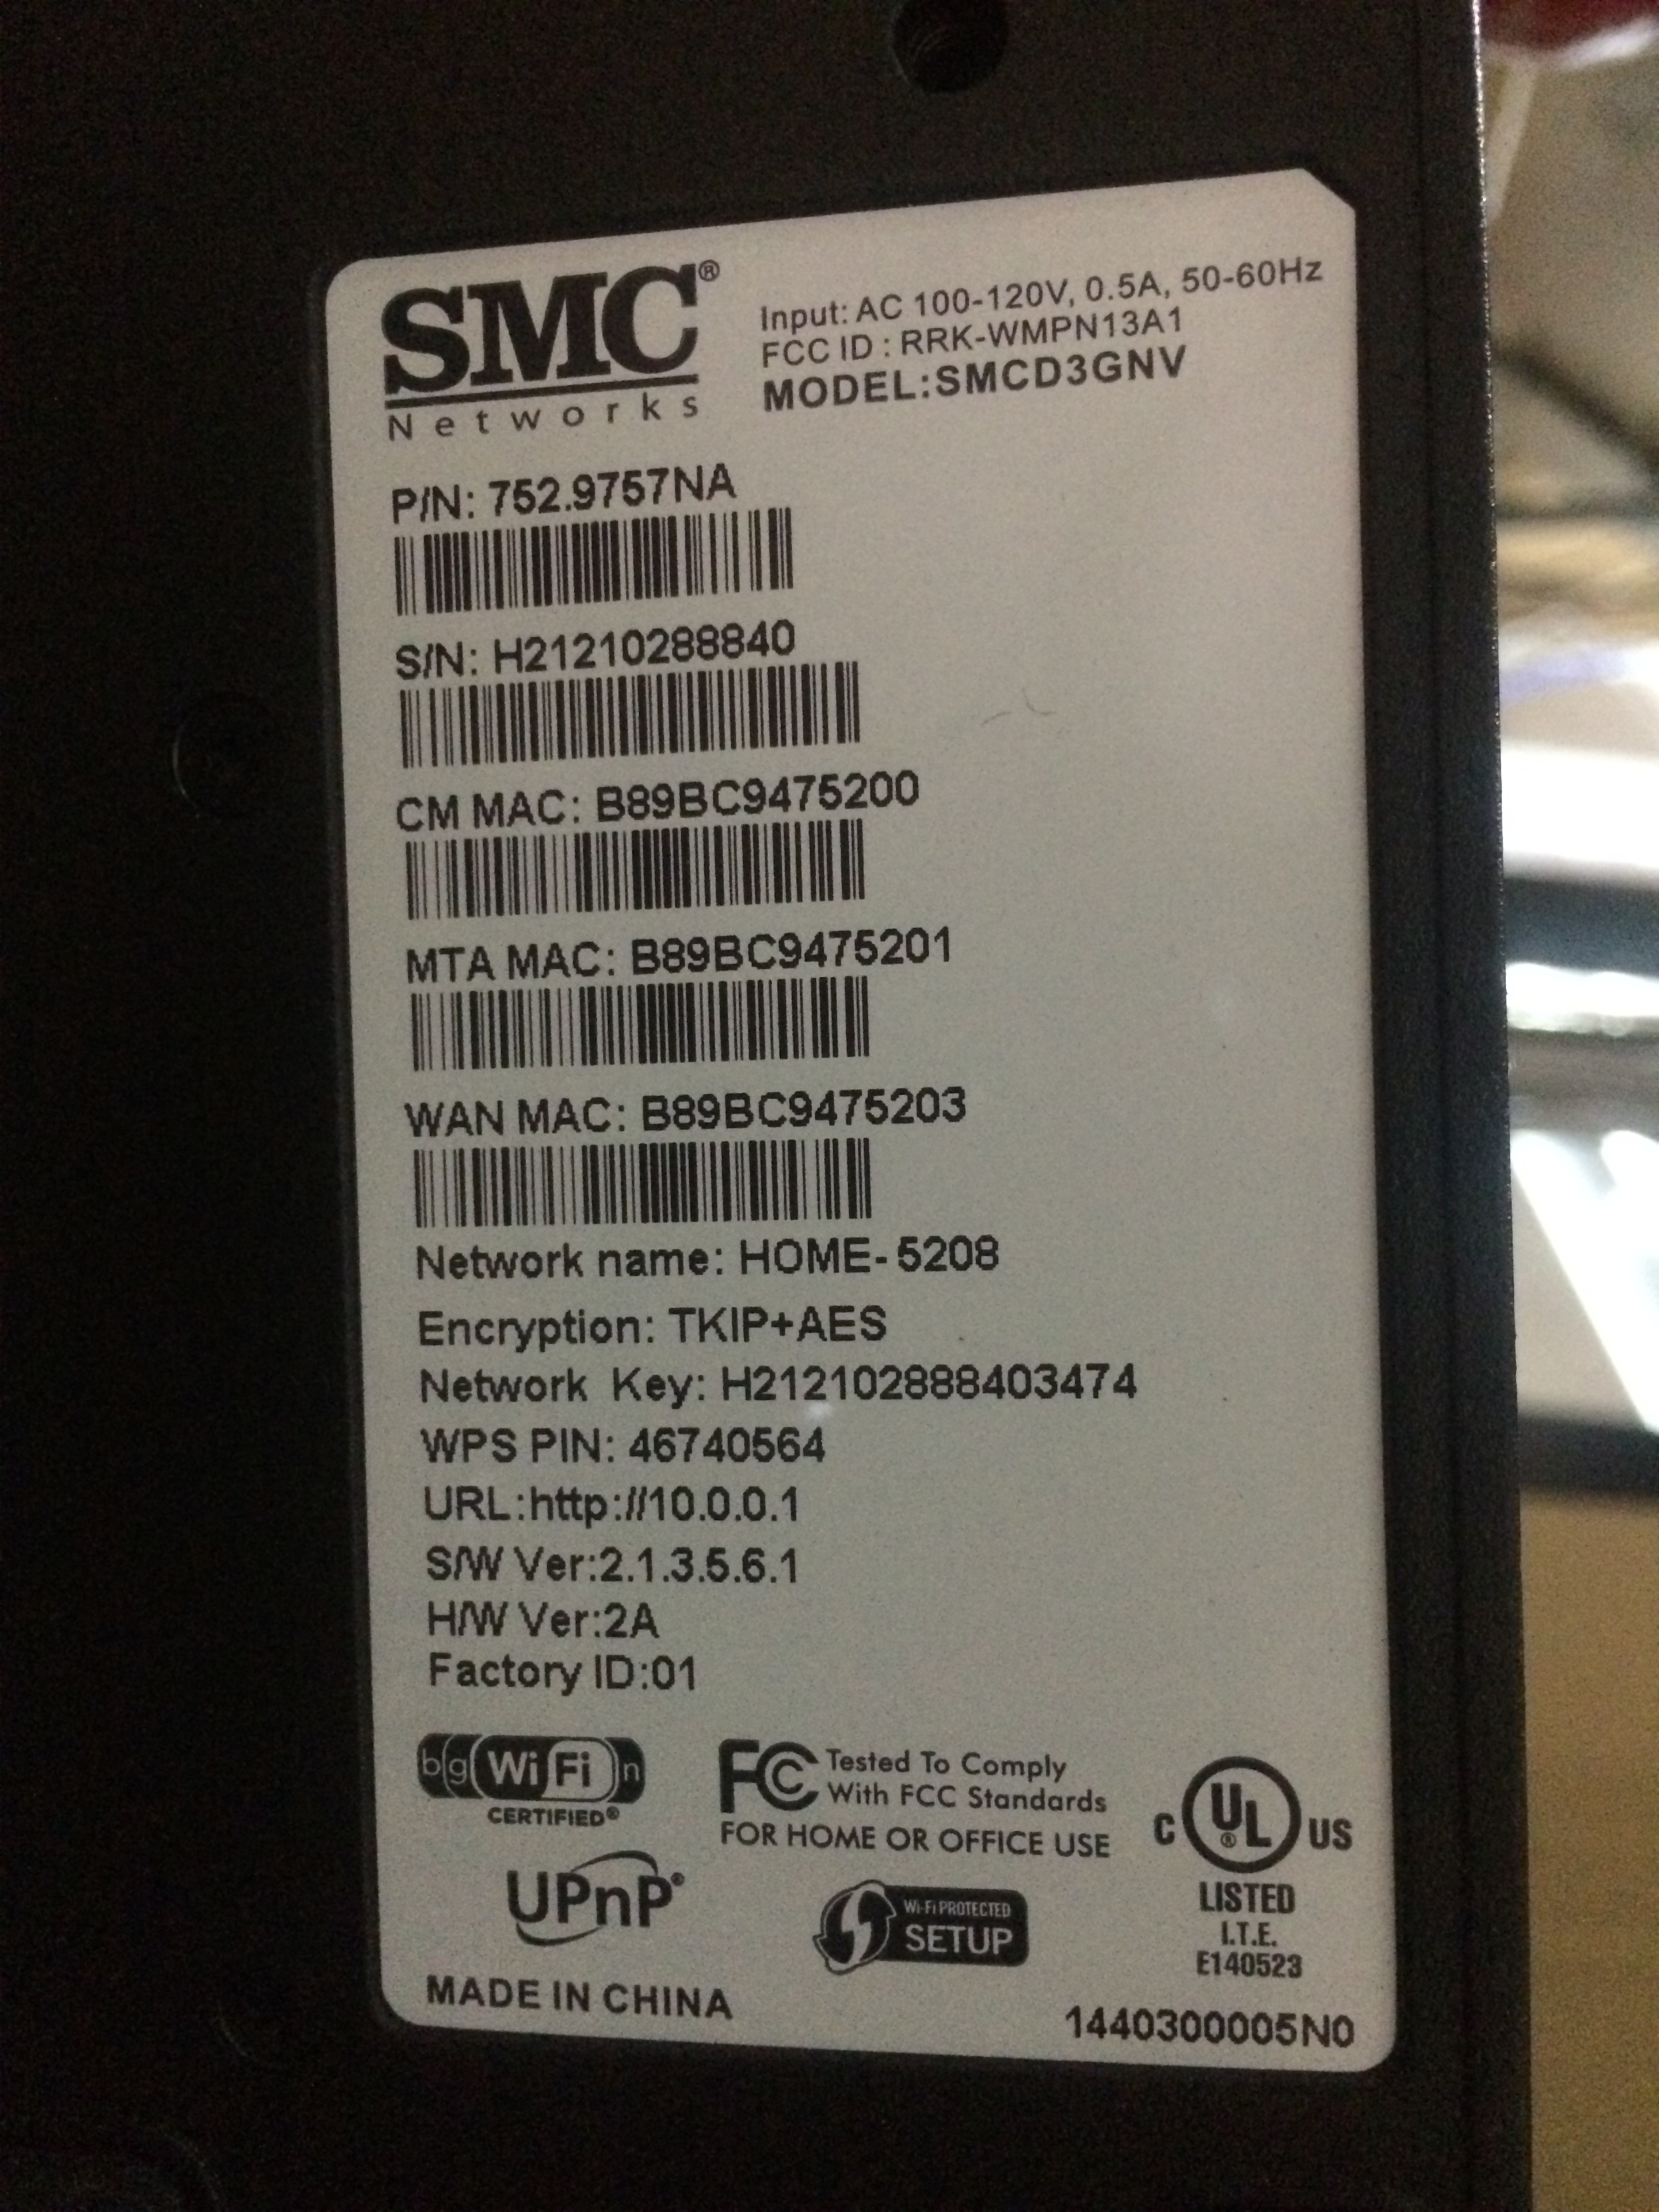 SMC®
Networks
Input: AC 100-120V, 0.5A, 50-60Hz
FCC ID : RRK-WMPN13A1
MODEL:SMCD3GNV
P/N: 752.9757NA
S/N: H21210288840
CM MAC: B89BC9475200
MTA MAC: B89BC9475201
WAN MAC: B89BC9475203
Network name: HOME- 5208
Encryption: TKIP+AES
Network Key: H212102888403474
WPS PIN: 46740564
URL:http://10.0.0.1
S/W Ver:2.1.3.5.6.1
H/W Ver:2A
Factory ID:01
b g WiFi n
CERTIFIED®
FC Tested To Comply
With FCC Standards
FOR HOME OR OFFICE USE
C UL® US
LISTED
I.T.E.
E140523
UPnP®
Wi-Fi PROTECTED
SETUP
MADE IN CHINA
1440300005N0